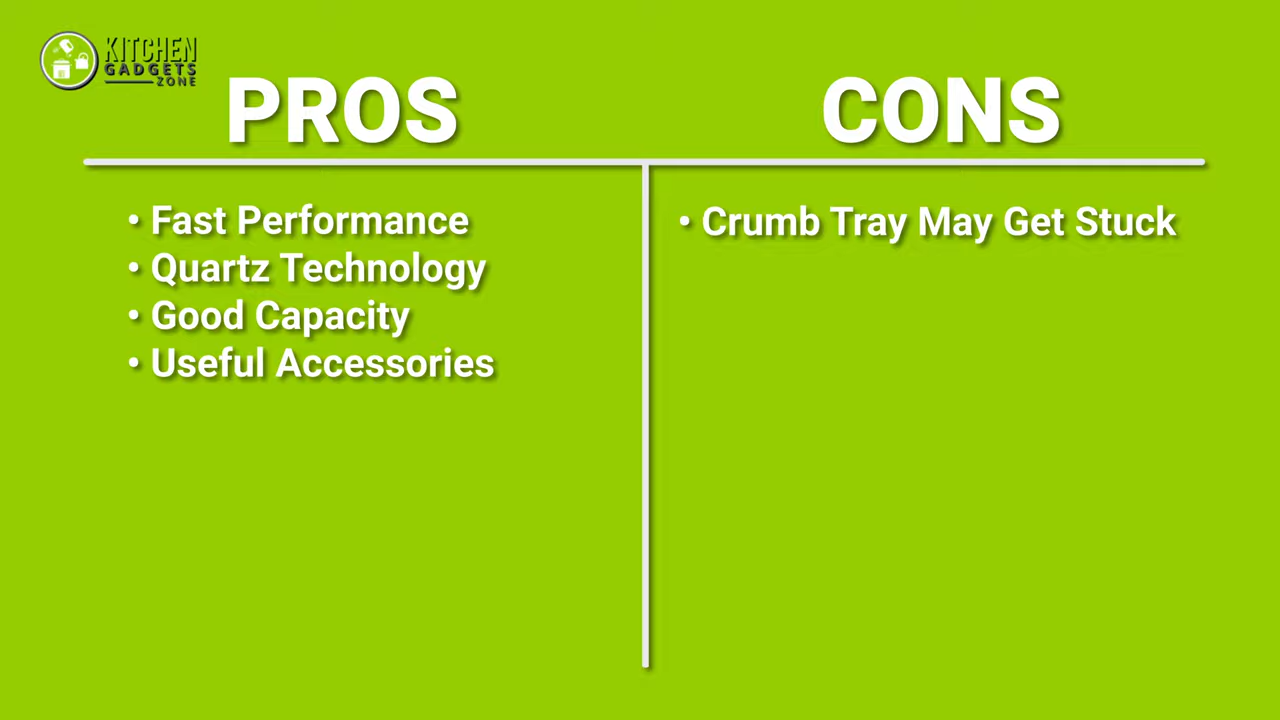 KITCHEN
GADGETS
ZONE
PROS
CONS
• Fast Performance
• Quartz Technology
• Good Capacity
• Useful Accessories
• Crumb Tray May Get Stuck